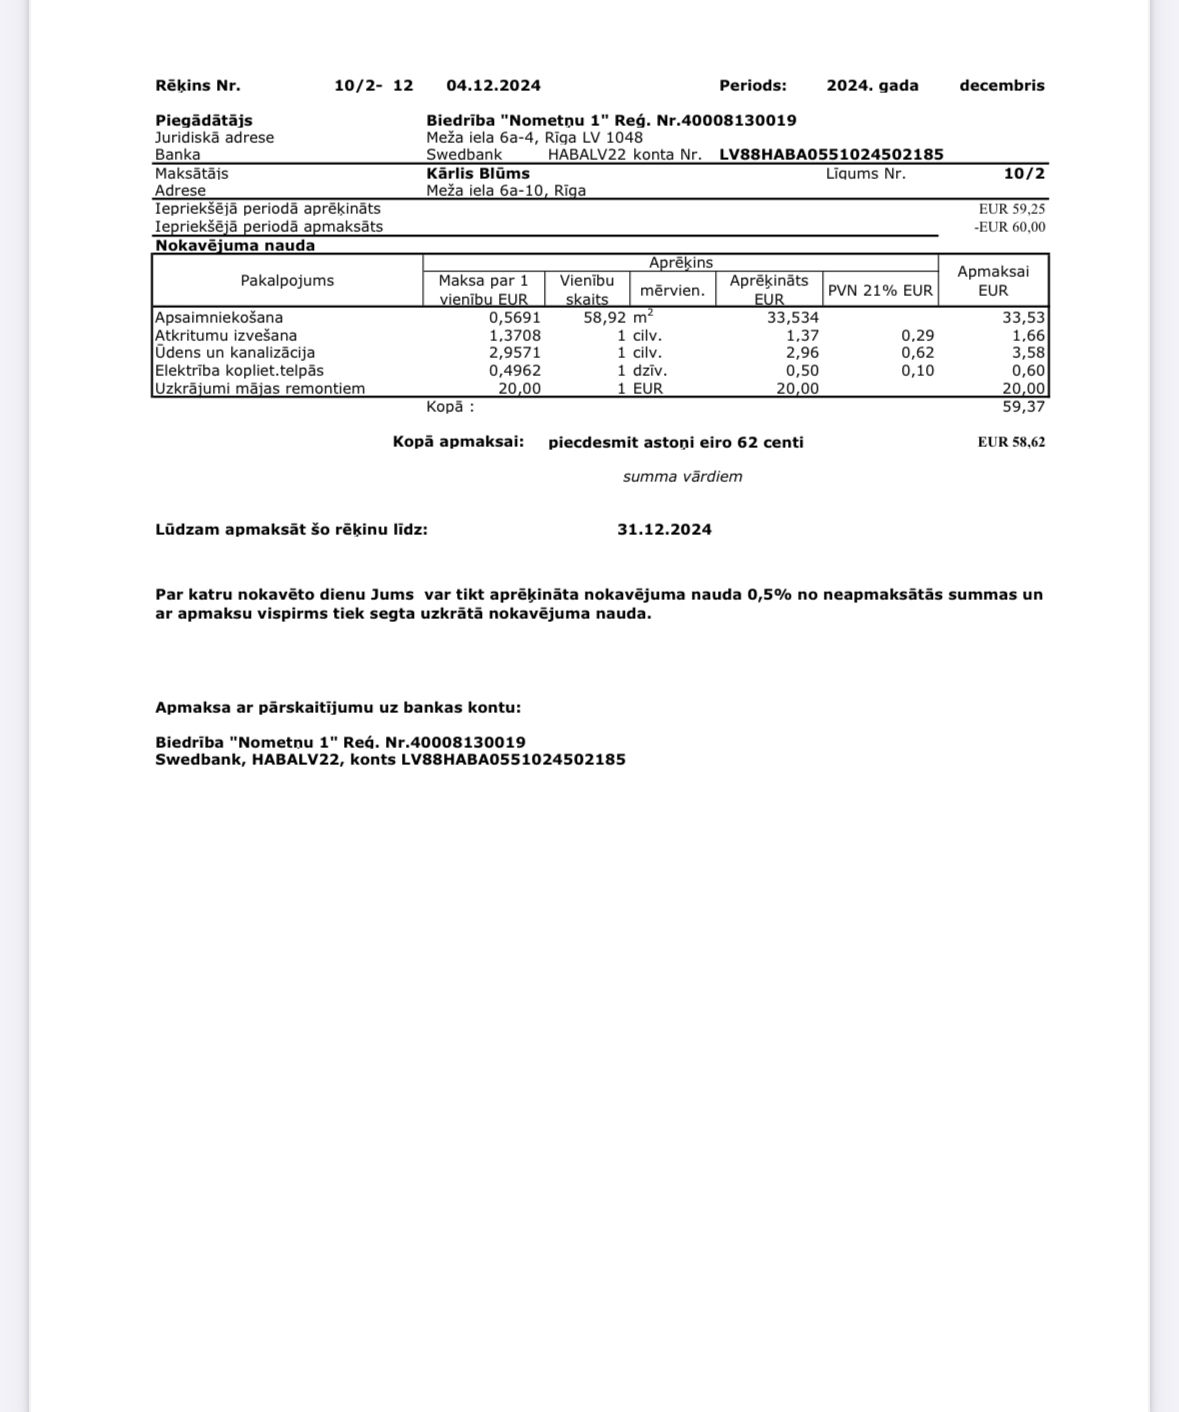 Rēķins Nr. 10/2- 12 04.12.2024 Periods: 2024. gada decembris
Piegādātājs Biedrība "Nometņu 1" Reģ. Nr.40008130019
Juridiskā adrese Meža iela 6a-4, Rīga LV 1048
Banka Swedbank HABALV22 konta Nr. LV88HABA0551024502185
Maksātājs Kārlis Blūms Līgums Nr. 10/2
Adrese Meža iela 6a-10, Rīga
Iepriekšējā periodā aprēķināts EUR 59,25
Iepriekšējā periodā apmaksāts -EUR 60,00
Nokavējuma nauda
Aprēķins
Pakalpojums Maksa par 1 vienību EUR Vienību skaits mērvien. Aprēķināts EUR PVN 21% EUR Apmaksai EUR
Apsaimniekošana 0,5691 58,92 m² 33,534 33,53
Atkritumu izvešana 1,3708 1 cilv. 1,37 0,29 1,66
Ūdens un kanalizācija 2,9571 1 cilv. 2,96 0,62 3,58
Elektrība kopliet.telpās 0,4962 1 dzīv. 0,50 0,10 0,60
Uzkrājumi mājas remontiem 20,00 1 EUR 20,00 20,00
Kopā : 59,37
Kopā apmaksai: piecdesmit astoņi eiro 62 centi EUR 58,62
summa vārdiem
Lūdzam apmaksāt šo rēķinu līdz: 31.12.2024
Par katru nokavēto dienu Jums var tikt aprēķināta nokavējuma nauda 0,5% no neapmaksātās summas un
ar apmaksu vispirms tiek segta uzkrātā nokavējuma nauda.
Apmaksa ar pārskaitījumu uz bankas kontu:
Biedrība "Nometņu 1" Reģ. Nr.40008130019
Swedbank, HABALV22, konts LV88HABA0551024502185